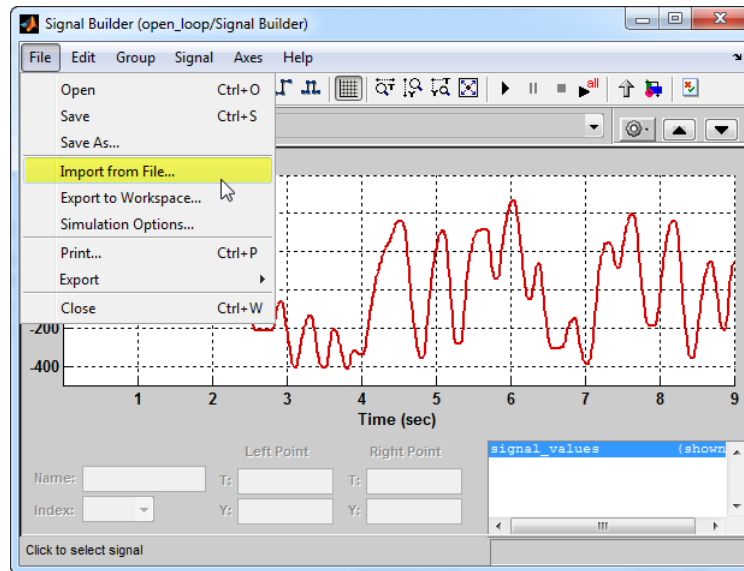 Signal Builder (open_loop/Signal Builder)
File Edit Group Signal Axes Help
Open Ctrl+O
Save Ctrl+S
Save As...
Import from File...
Export to Workspace...
Simulation Options...
Print... Ctrl+P
Export
Close Ctrl+W
all
-200
-400
1 2 3 4 5 6 7 8 9
Time (sec)
Left Point Right Point
Name: T: T:
Index: Y: Y:
signal_values (shown
Click to select signal